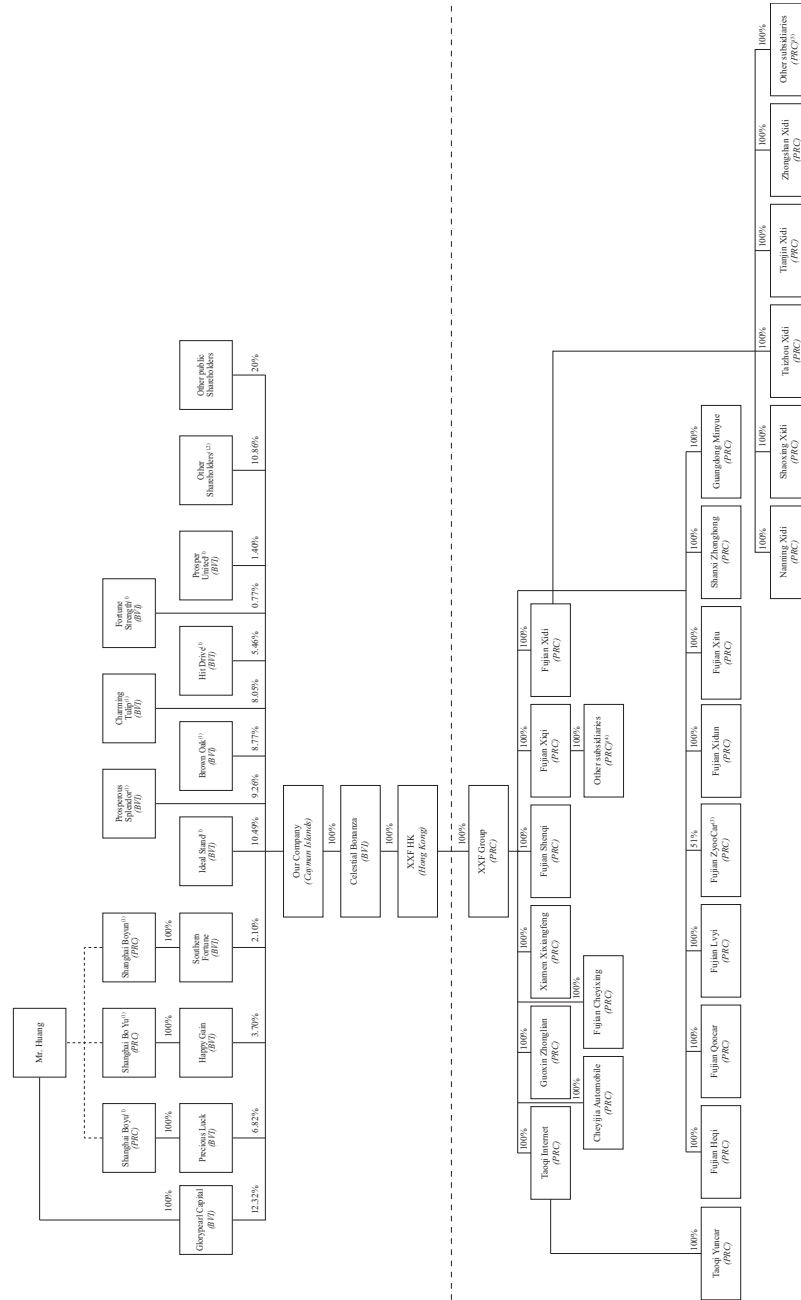 Mr. Huang
100%
Shanghai Boyu⁽¹⁾
(PRC)
Shanghai Bo Yu⁽¹⁾
(PRC)
Shanghai Boyun⁽¹⁾
(PRC)
Prosperous
Splendor⁽¹⁾
(BVI)
Charming
Tulip⁽¹⁾
(BVI)
Fortune
Strength⁽¹⁾
(BVI)
100%
100%
100%
Glorypearl Capital
(BVI)
Precious Luck
(BVI)
Happy Gain
(BVI)
Southern
Fortune
(BVI)
Ideal Stand⁽¹⁾
(BVI)
Brown Oak⁽¹⁾
(BVI)
Hit Drive⁽¹⁾
(BVI)
Prosper
United⁽¹⁾
(BVI)
Other
Shareholders
Other public
Shareholders
12.32%
6.82%
3.70%
2.10%
10.49%
9.26%
8.77%
8.05%
5.46%
0.77%
1.40%
10.86%
20%
Our Company
(Cayman Islands)
100%
Celestial Bonanza
(BVI)
100%
XXF HK
(Hong Kong)
100%
XXF Group
(PRC)
100%
100%
100%
100%
100%
100%
Taoqi Internet
(PRC)
Guoxin Zhonglian
(PRC)
Xiamen Xixiangfeng
(PRC)
Fujian Shenqi
(PRC)
Fujian Xiqi
(PRC)
Fujian Xidi
(PRC)
100%
100%
100%
Cheyijia Automobile
(PRC)
Fujian Cheyixing
(PRC)
Other subsidiaries
(PRC)⁽⁴⁾
100%
100%
100%
100%
51%
100%
100%
100%
100%
Taoqi Yuncar
(PRC)
Fujian Heqi
(PRC)
Fujian Qoocar
(PRC)
Fujian Lvyi
(PRC)
Fujian ZyooCar⁽³⁾
(PRC)
Fujian Xidun
(PRC)
Fujian Xitu
(PRC)
Shanxi Zhonghong
(PRC)
Guangdong Minyue
(PRC)
100%
100%
100%
100%
100%
100%
Nanning Xidi
(PRC)
Shaoxing Xidi
(PRC)
Taizhou Xidi
(PRC)
Tianjin Xidi
(PRC)
Zhongshan Xidi
(PRC)
Other subsidiaries
(PRC)⁽⁵⁾